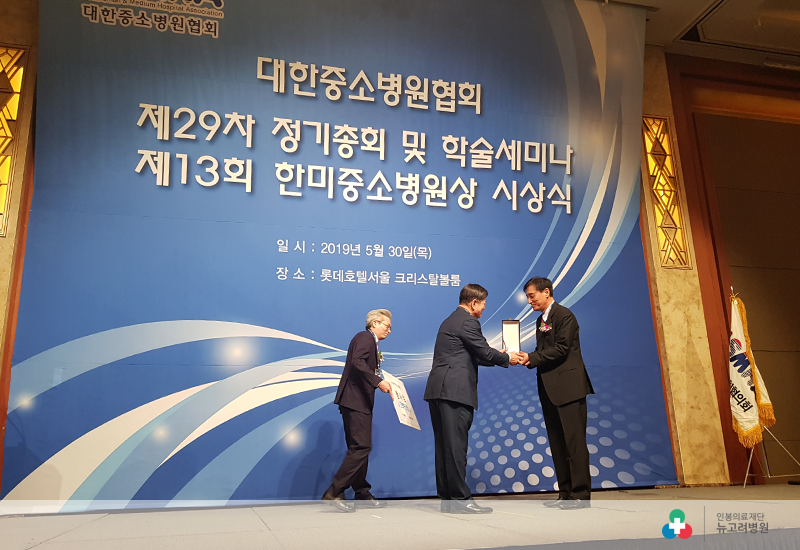 & Medium Hospital Association
대한중소병원협회
대한중소병원협회
제29차 정기총회 및 학술세미나
제13회 한미중소병원상 시상식
일 시 : 2019년 5월 30일(목)
장 소 : 롯데호텔서울 크리스탈볼룸
인봉의료재단
뉴고려병원